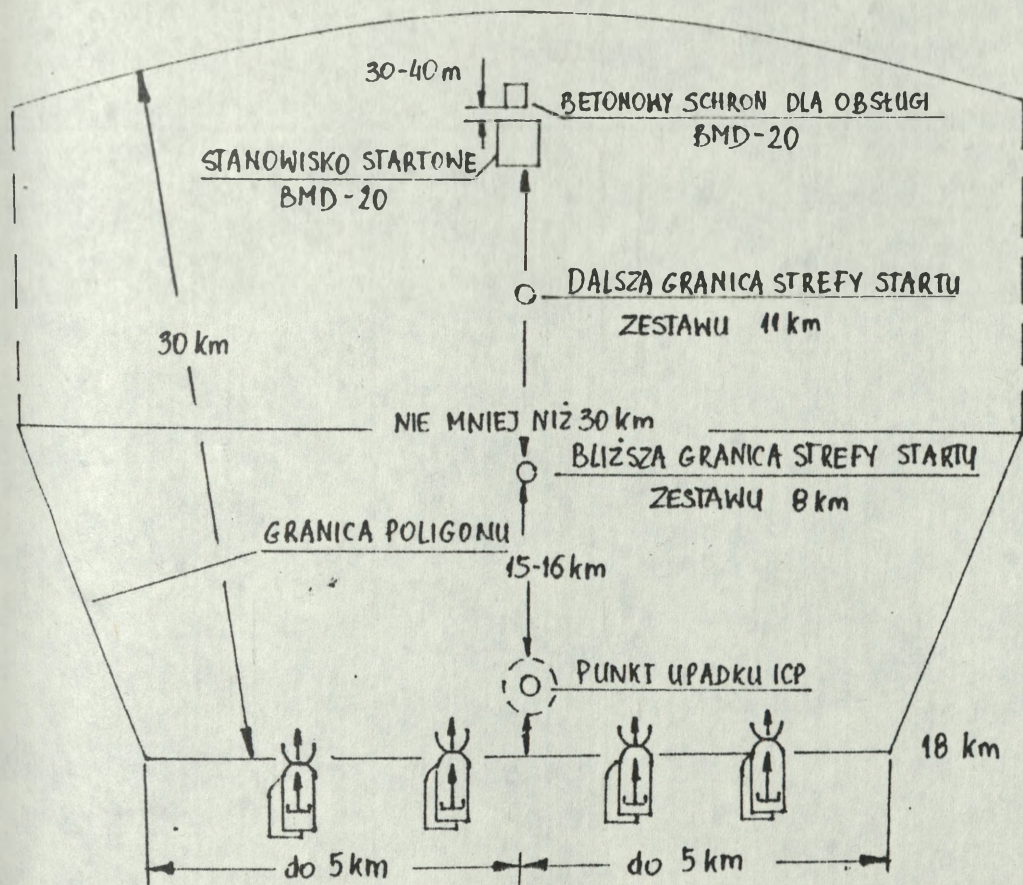 30-40m
BETONOWY SCHRON DLA OBSŁUGI
BMD-20
STANOWISKO STARTOWE
BMD-20
DALSZA GRANICA STREFY STARTU
ZESTAWU 11 km
30 km
NIE MNIEJ NIŻ 30 km
BLIŻSZA GRANICA STREFY STARTU
ZESTAWU 8 km
GRANICA POLIGONU
15-16 km
PUNKT UPADKU ICP
18 km
do 5 km
do 5 km